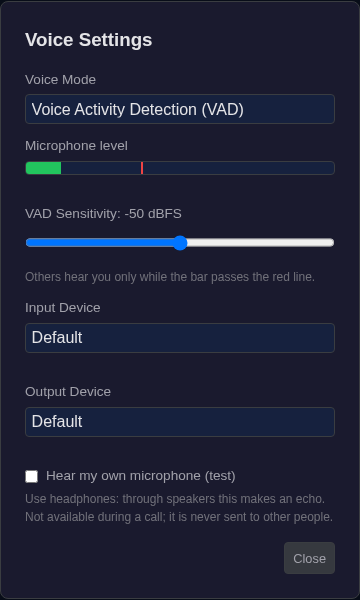 Voice Settings
Voice Mode
Voice Activity Detection (VAD)
Microphone level
VAD Sensitivity: -50 dBFS
Others hear you only while the bar passes the red line.
Input Device
Default
Output Device
Default
Hear my own microphone (test)
Use headphones: through speakers this makes an echo.
Not available during a call; it is never sent to other people.
Close